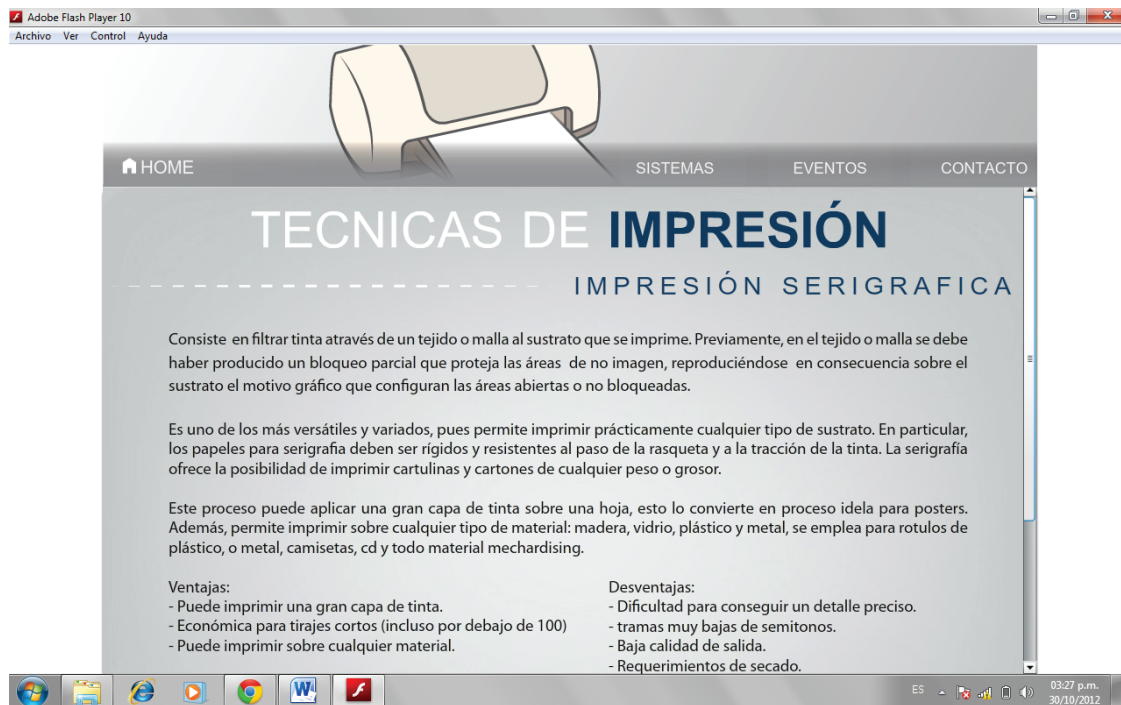 Adobe Flash Player 10
Archivo Ver Control Ayuda
HOME
SISTEMAS
EVENTOS
CONTACTO
TECNICAS DE IMPRESIÓN
IMPRESIÓN SERIGRAFICA
Consiste en filtrar tinta através de un tejido o malla al sustrato que se imprime. Previamente, en el tejido o malla se debe
haber producido un bloqueo parcial que proteja las áreas de no imagen, reproduciéndose en consecuencia sobre el
sustrato el motivo gráfico que configuran las áreas abiertas o no bloqueadas.
Es uno de los más versátiles y variados, pues permite imprimir prácticamente cualquier tipo de sustrato. En particular,
los papeles para serigrafia deben ser rígidos y resistentes al paso de la rasqueta y a la tracción de la tinta. La serigrafía
ofrece la posibilidad de imprimir cartulinas y cartones de cualquier peso o grosor.
Este proceso puede aplicar una gran capa de tinta sobre una hoja, esto lo convierte en proceso idela para posters.
Además, permite imprimir sobre cualquier tipo de material: madera, vidrio, plástico y metal, se emplea para rotulos de
plástico, o metal, camisetas, cd y todo material mechardising.
Ventajas:
- Puede imprimir una gran capa de tinta.
- Económica para tirajes cortos (incluso por debajo de 100)
- Puede imprimir sobre cualquier material.
Desventajas:
- Dificultad para conseguir un detalle preciso.
- tramas muy bajas de semitonos.
- Baja calidad de salida.
- Requerimientos de secado.
ES
03:27 p.m.
30/10/2012